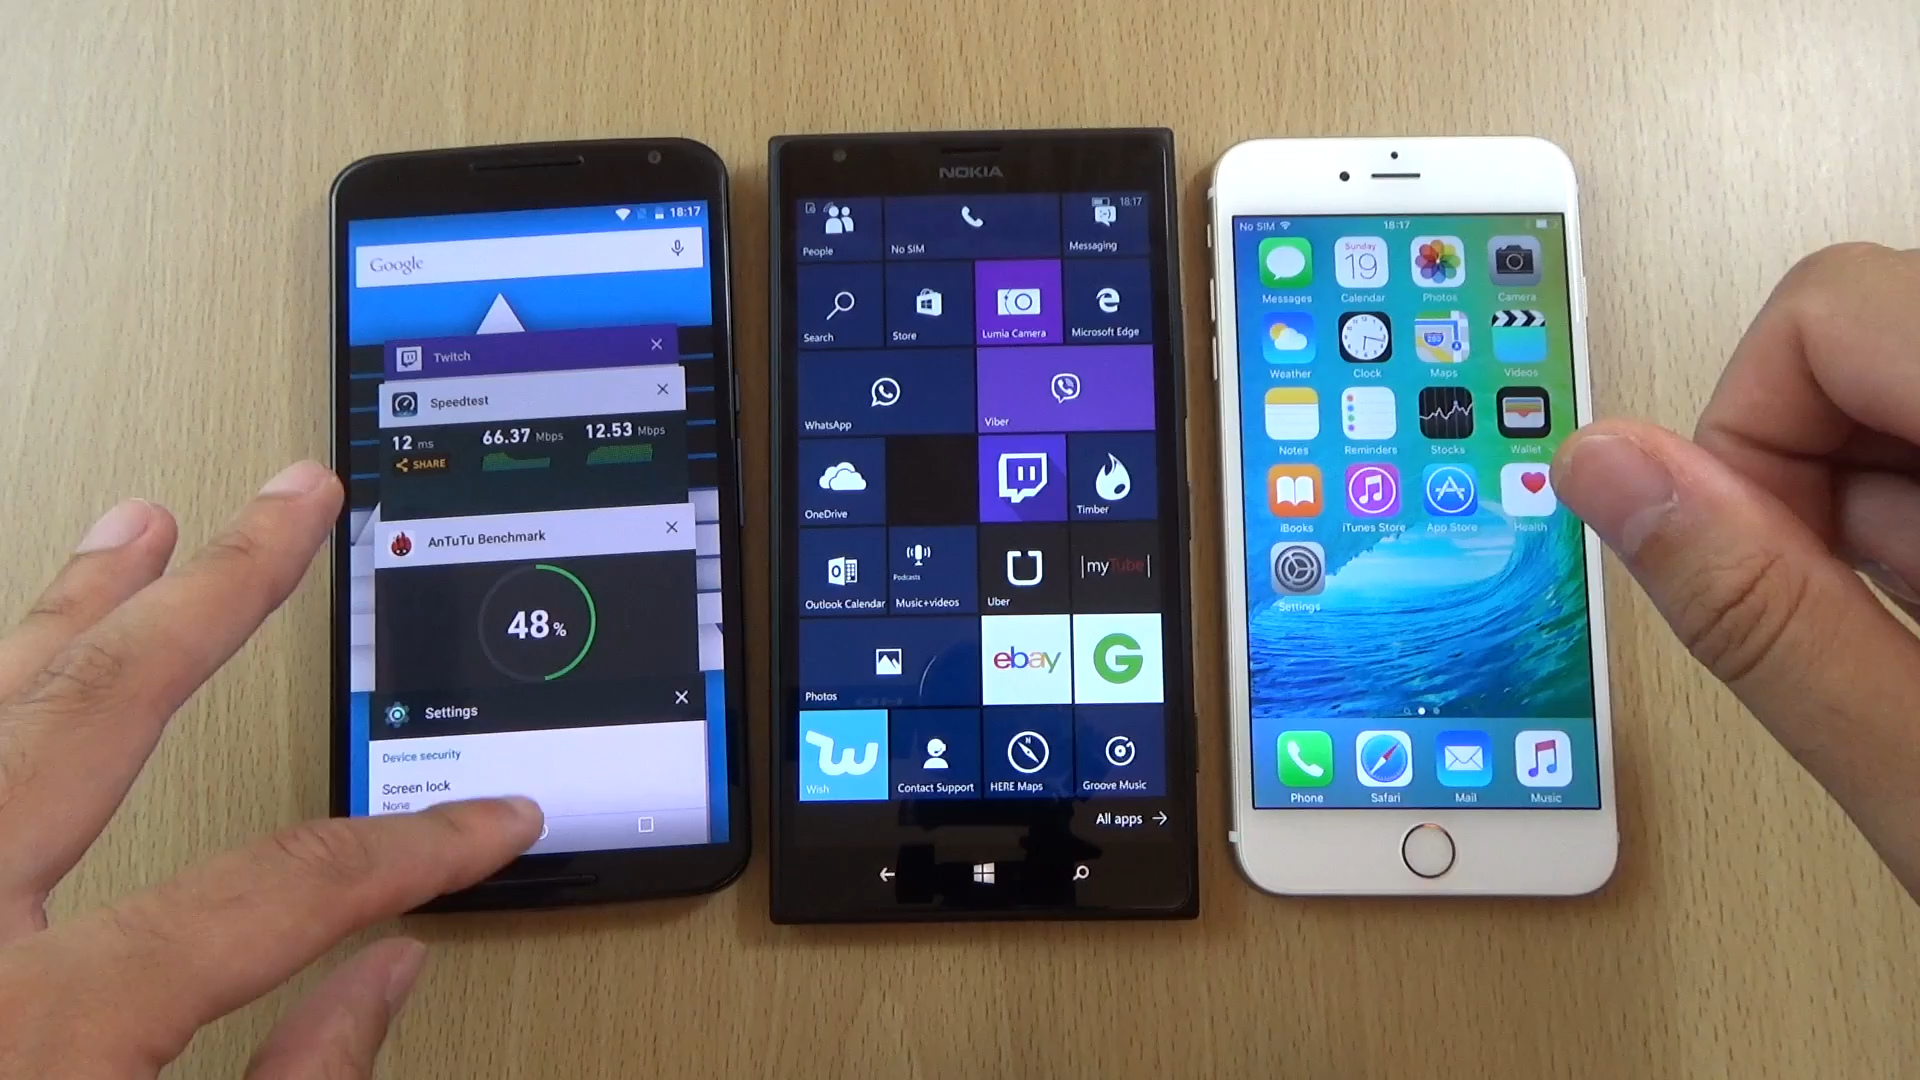 18:17
Google
Twitch
Speedtest
12 ms
66.37 Mbps
12.53 Mbps
SHARE
AnTuTu Benchmark
48%
Settings
Device security
Screen lock
None
NOKIA
18:17
People
No SIM
Messaging
Search
Store
Lumia Camera
Microsoft Edge
WhatsApp
Viber
OneDrive
Timber
Outlook Calendar
Podcasts
Music+videos
Uber
|myTube|
Photos
ebay
G
Wish
Contact Support
HERE Maps
Groove Music
All apps
No SIM
18:17
Sunday
19
Messages
Calendar
Photos
Camera
280
Weather
Clock
Maps
Videos
Notes
Reminders
Stocks
Wallet
iBooks
iTunes Store
App Store
Health
Settings
Phone
Safari
Mail
Music